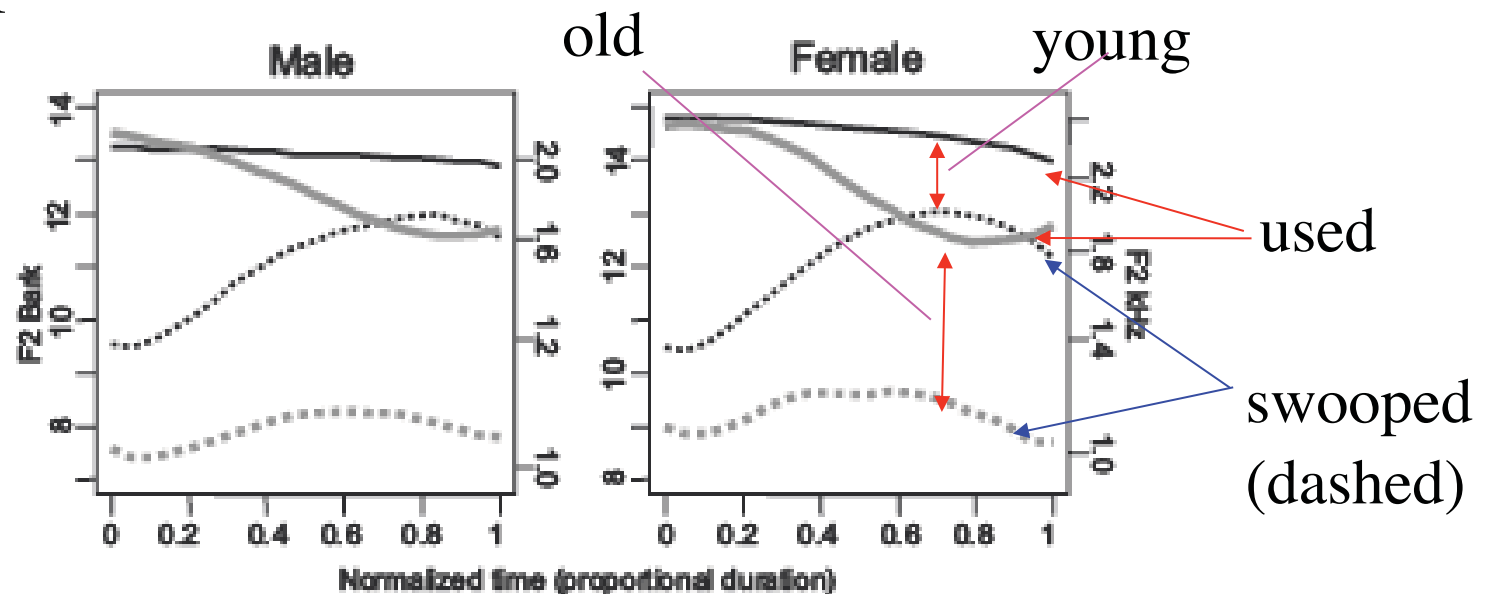 old
young
Male
Female
14
12
10
8
F2 Bark
2.0
1.6
1.2
1.0
14
12
10
8
2.2
1.8
1.4
1.0
F2 kHz
used
swooped
(dashed)
0 0.2 0.4 0.6 0.8 1
0 0.2 0.4 0.6 0.8 1
Normalized time (proportional duration)